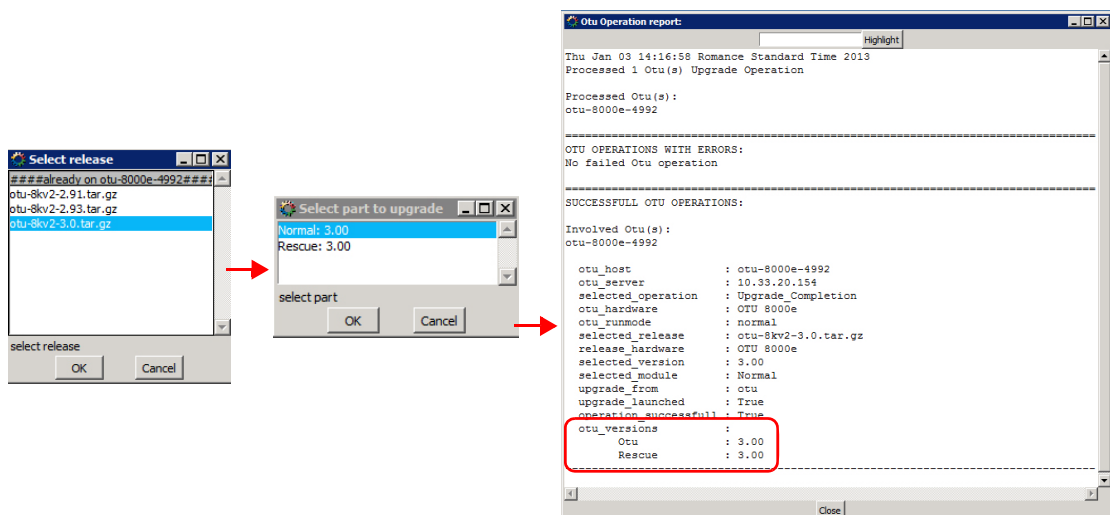 Select release
####already on otu-8000e-4992####
otu-8kv2-2.91.tar.gz
otu-8kv2-2.93.tar.gz
otu-8kv2-3.0.tar.gz
select release
OK Cancel
Select part to upgrade
Normal: 3.00
Rescue: 3.00
select part
OK Cancel
Otu Operation report:
Highlight
Thu Jan 03 14:16:58 Romance Standard Time 2013
Processed 1 Otu(s) Upgrade Operation
Processed Otu(s):
otu-8000e-4992
OTU OPERATIONS WITH ERRORS:
No failed Otu operation
SUCCESSFULL OTU OPERATIONS:
Involved Otu(s):
otu-8000e-4992
otu_host : otu-8000e-4992
otu_server : 10.33.20.154
selected_operation : Upgrade_Completion
otu_hardware : OTU 8000e
otu_runmode : normal
selected_release : otu-8kv2-3.0.tar.gz
release_hardware : OTU 8000e
selected_version : 3.00
selected_module : Normal
upgrade_from : otu
upgrade_launched : True
operation_successfull : True
otu_versions :
Otu : 3.00
Rescue : 3.00
Close